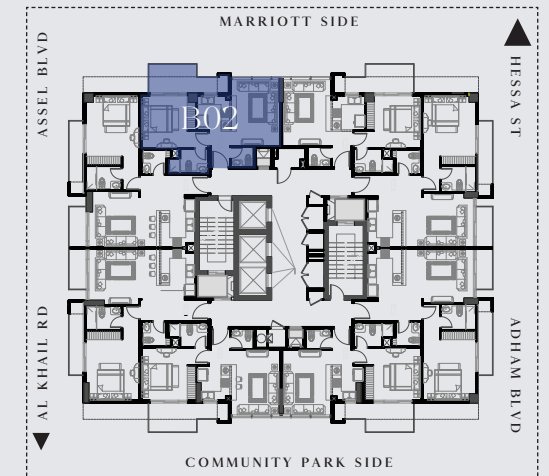 MARRIOTT SIDE
ASSEL BLVD
HESSA ST
B02
AL KHAIL RD
ADHAM BLVD
COMMUNITY PARK SIDE